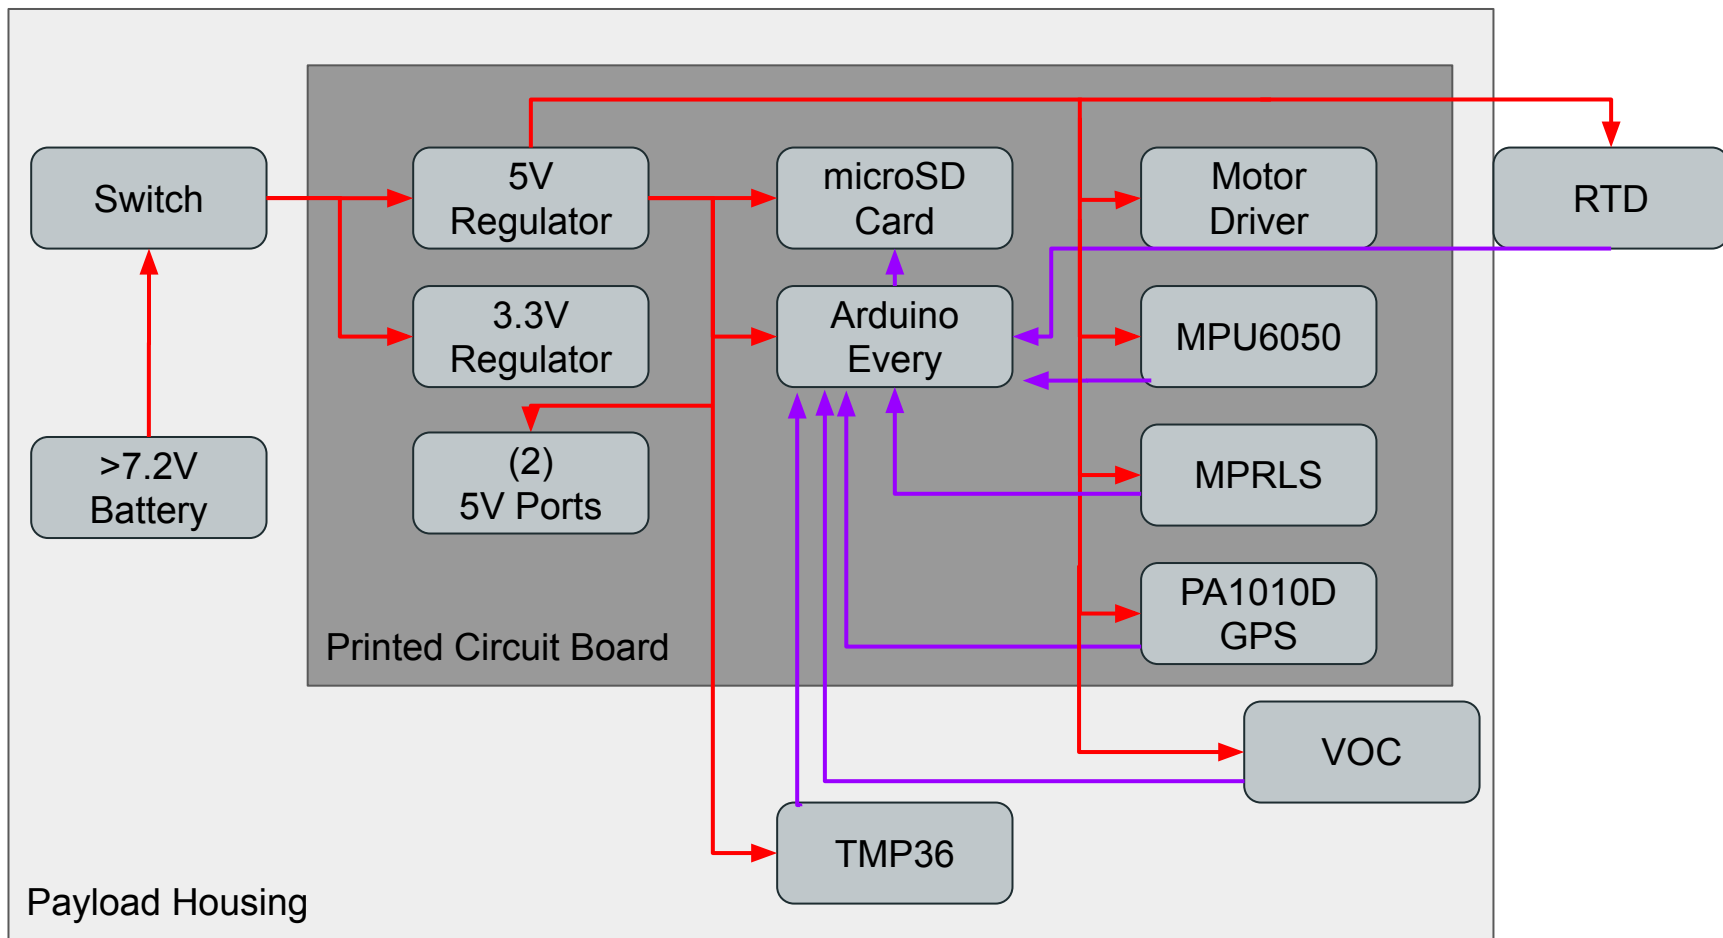 Switch
5V
Regulator
microSD
Card
Motor
Driver
RTD
3.3V
Regulator
Arduino
Every
MPU6050
>7.2V
Battery
(2)
5V Ports
MPRLS
PA1010D
GPS
Printed Circuit Board
VOC
TMP36
Payload Housing